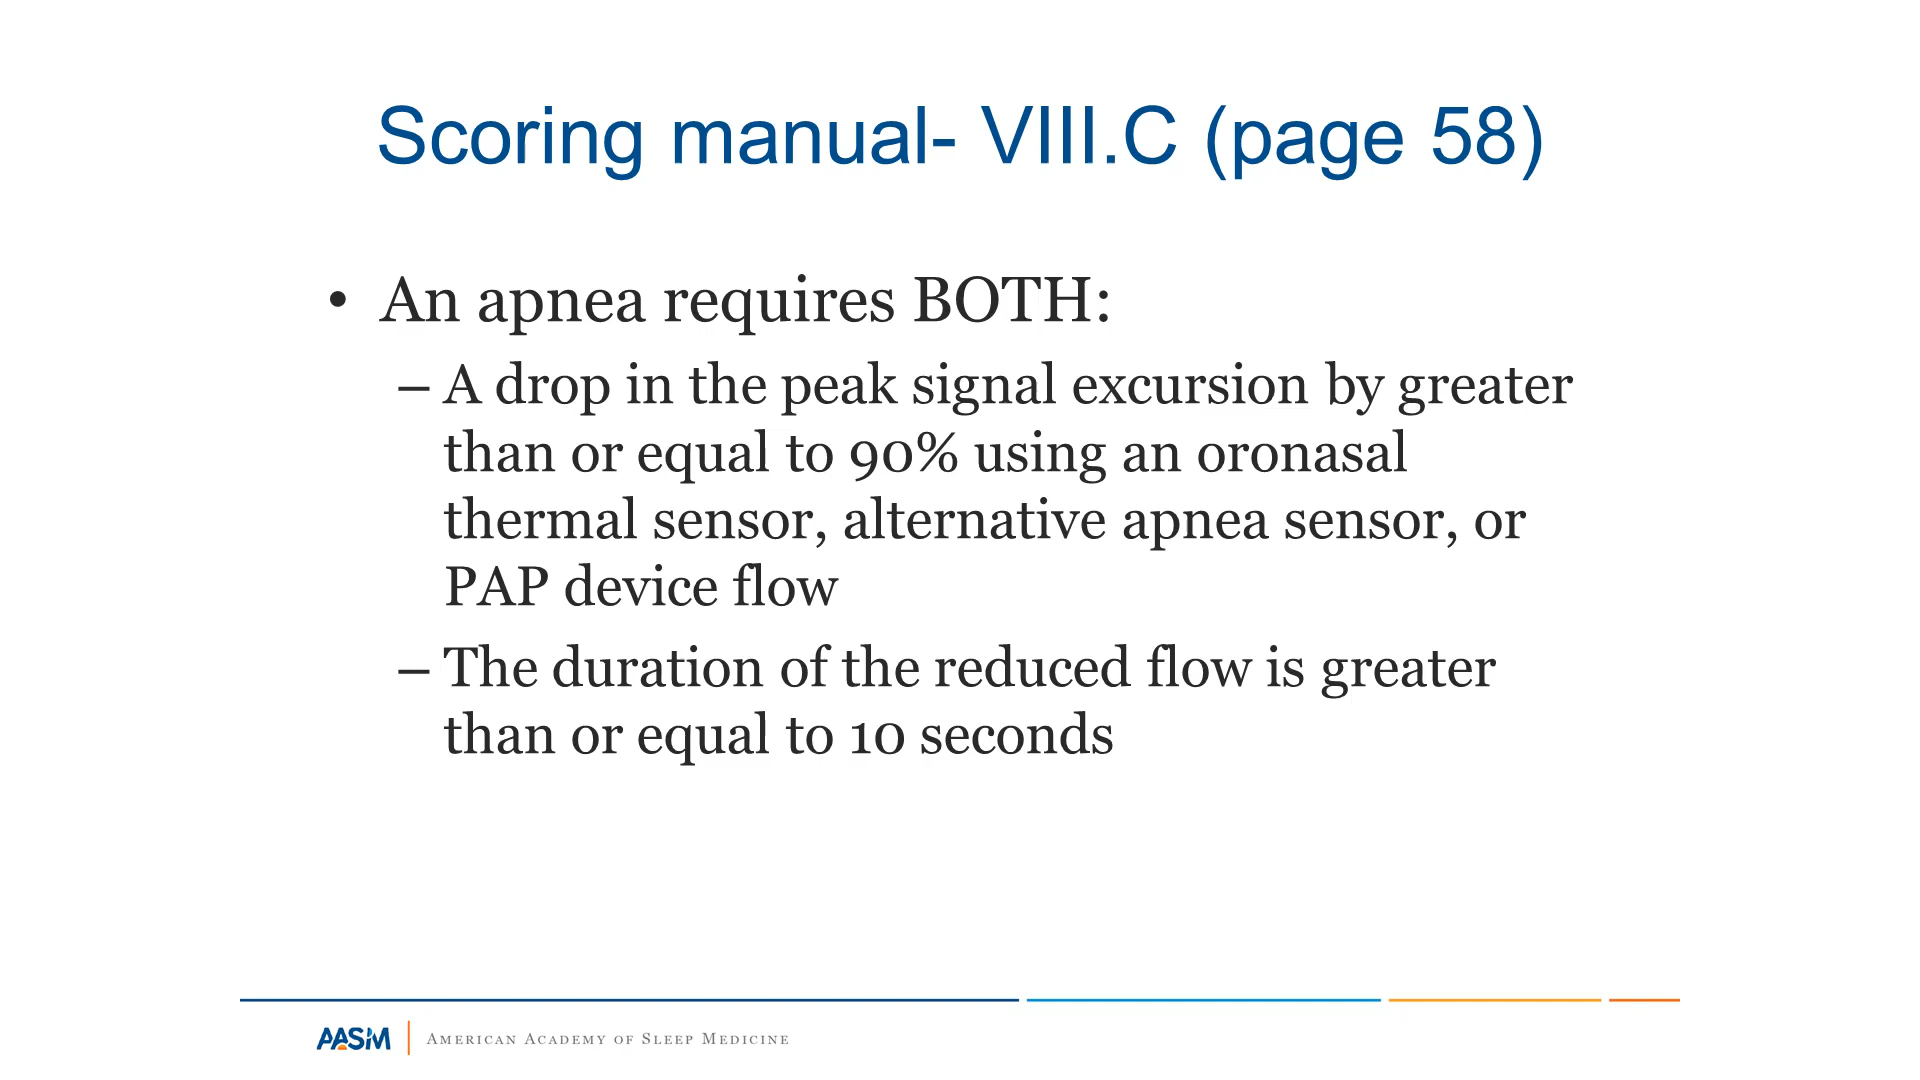 Scoring manual- VIII.C (page 58)
• An apnea requires BOTH:
– A drop in the peak signal excursion by greater
than or equal to 90% using an oronasal
thermal sensor, alternative apnea sensor, or
PAP device flow
– The duration of the reduced flow is greater
than or equal to 10 seconds
AASM | American Academy of Sleep Medicine